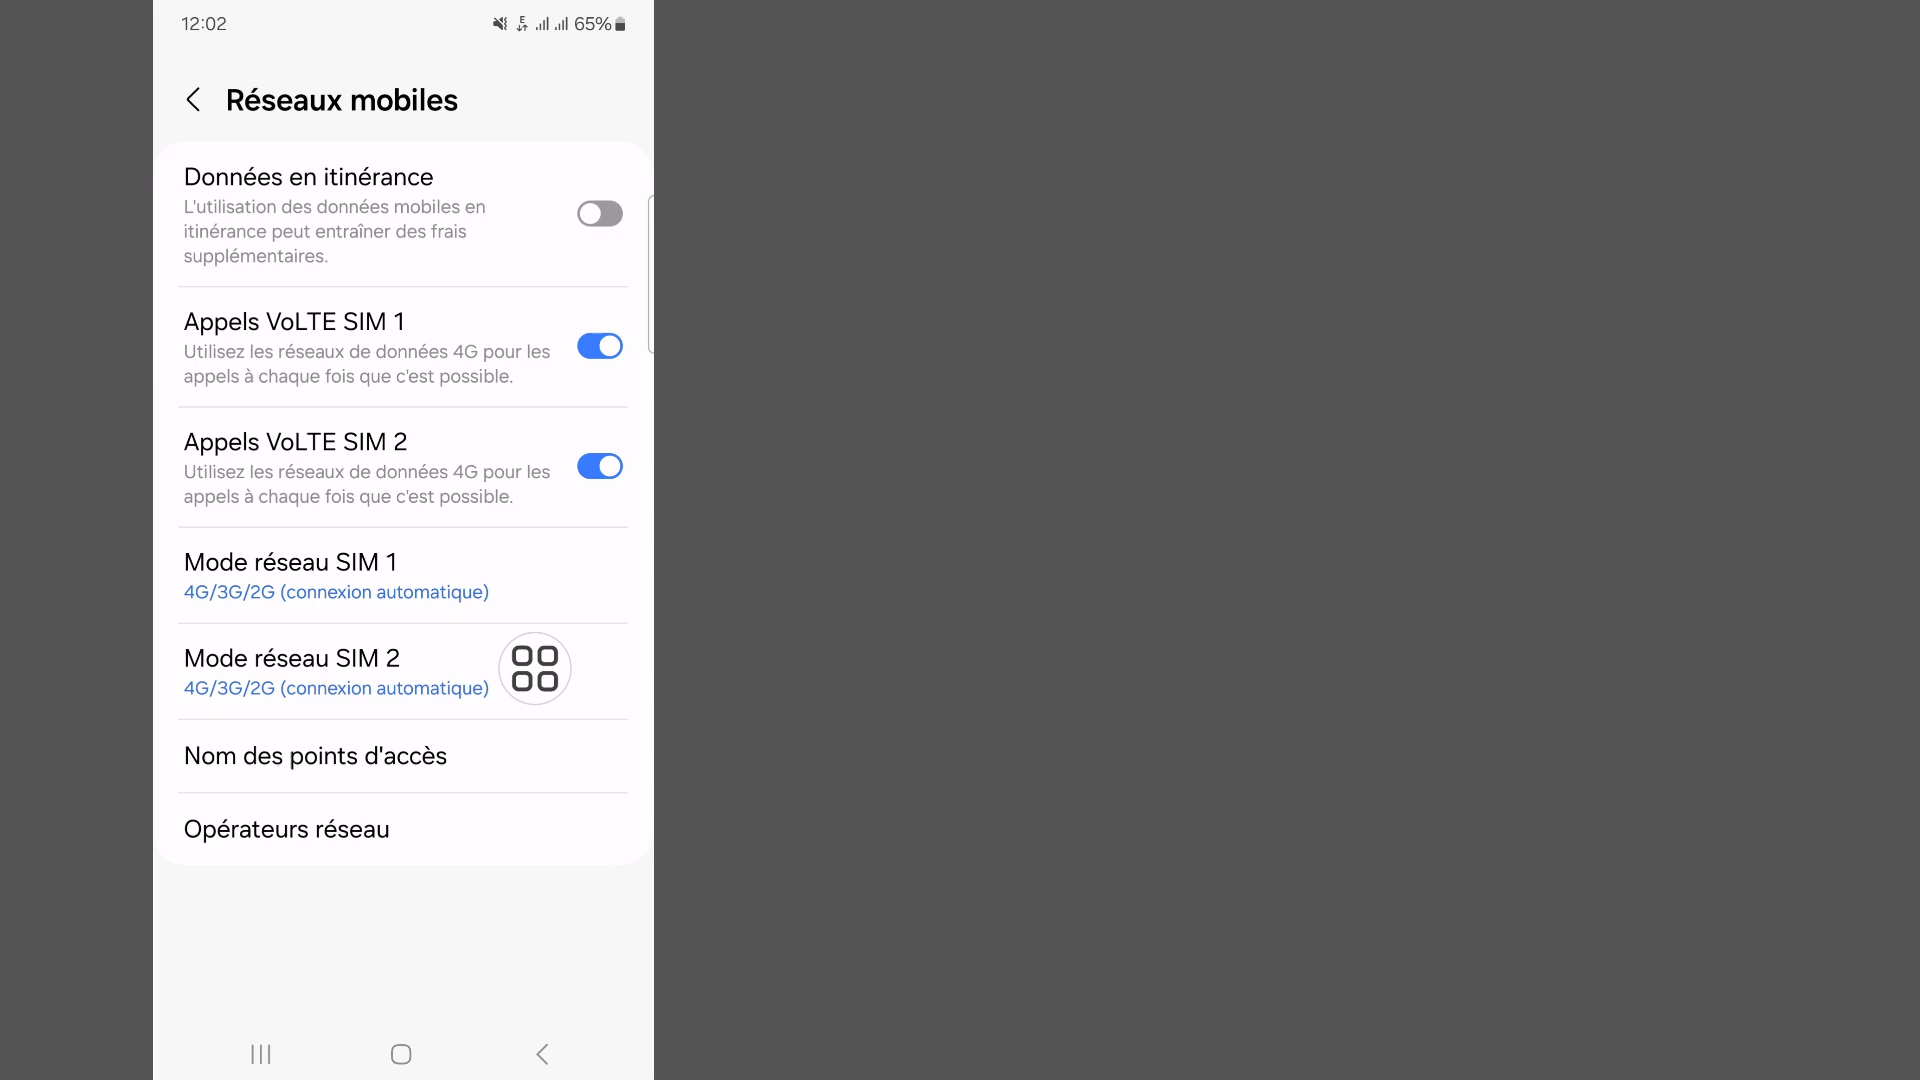 12:02
E
65%
Réseaux mobiles
Données en itinérance
L'utilisation des données mobiles en
itinérance peut entraîner des frais
supplémentaires.
Appels VoLTE SIM 1
Utilisez les réseaux de données 4G pour les
appels à chaque fois que c'est possible.
Appels VoLTE SIM 2
Utilisez les réseaux de données 4G pour les
appels à chaque fois que c'est possible.
Mode réseau SIM 1
4G/3G/2G (connexion automatique)
Mode réseau SIM 2
4G/3G/2G (connexion automatique)
Nom des points d'accès
Opérateurs réseau